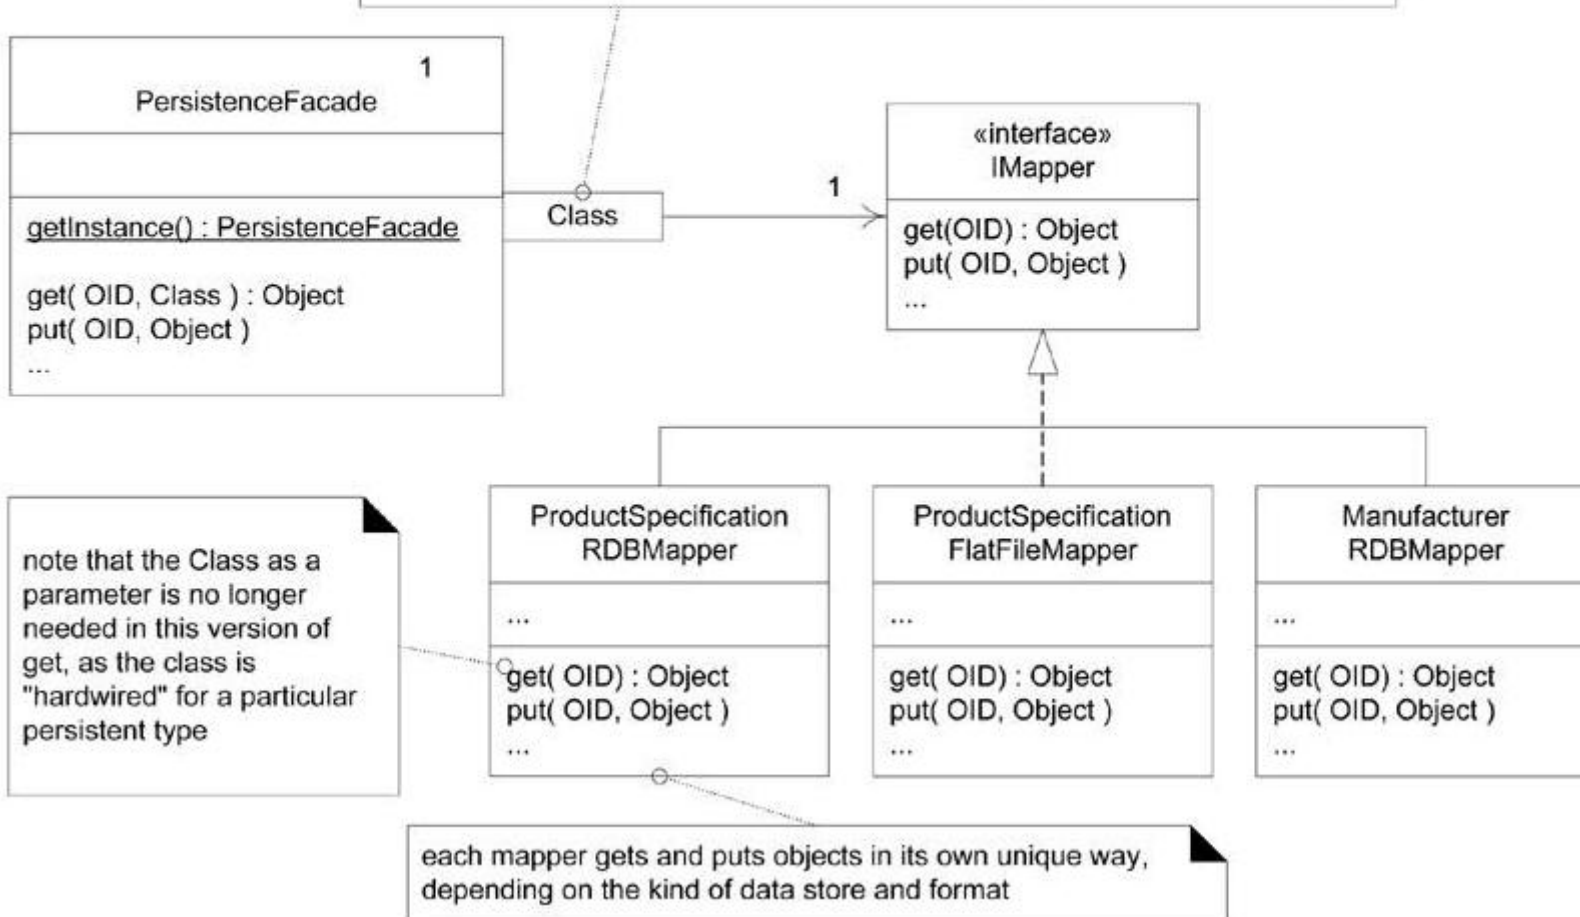 1
PersistenceFacade
getInstance() : PersistenceFacade
get( OID, Class ) : Object
put( OID, Object )
...
Class
1
«interface»
IMapper
get(OID) : Object
put( OID, Object )
...
note that the Class as a
parameter is no longer
needed in this version of
get, as the class is
"hardwired" for a particular
persistent type
ProductSpecification
RDBMapper
...
get( OID) : Object
put( OID, Object )
...
ProductSpecification
FlatFileMapper
...
get( OID) : Object
put( OID, Object )
...
Manufacturer
RDBMapper
...
get( OID) : Object
put( OID, Object )
...
each mapper gets and puts objects in its own unique way,
depending on the kind of data store and format